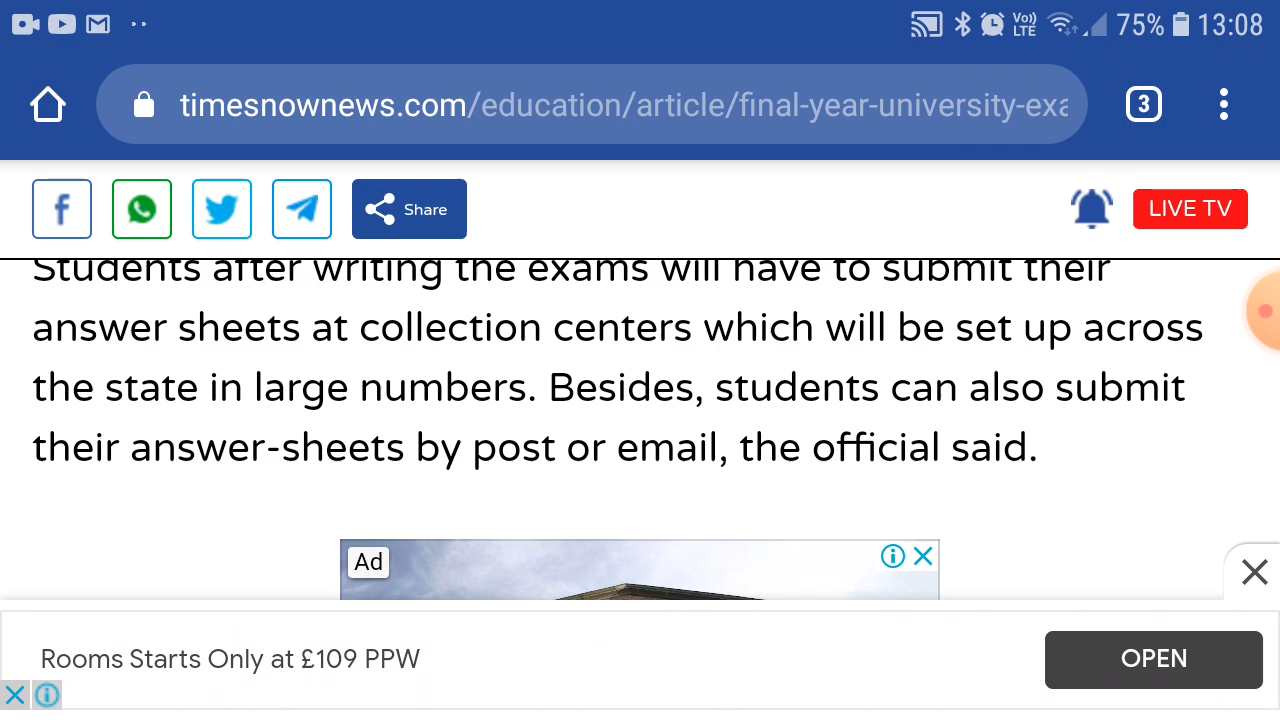 Vo)) LTE 75% 13:08
timesnownews.com/education/article/final-year-university-exa
3
f
Share
LIVE TV
Students after writing the exams will have to submit their
answer sheets at collection centers which will be set up across
the state in large numbers. Besides, students can also submit
their answer-sheets by post or email, the official said.
Ad
Rooms Starts Only at £109 PPW
OPEN